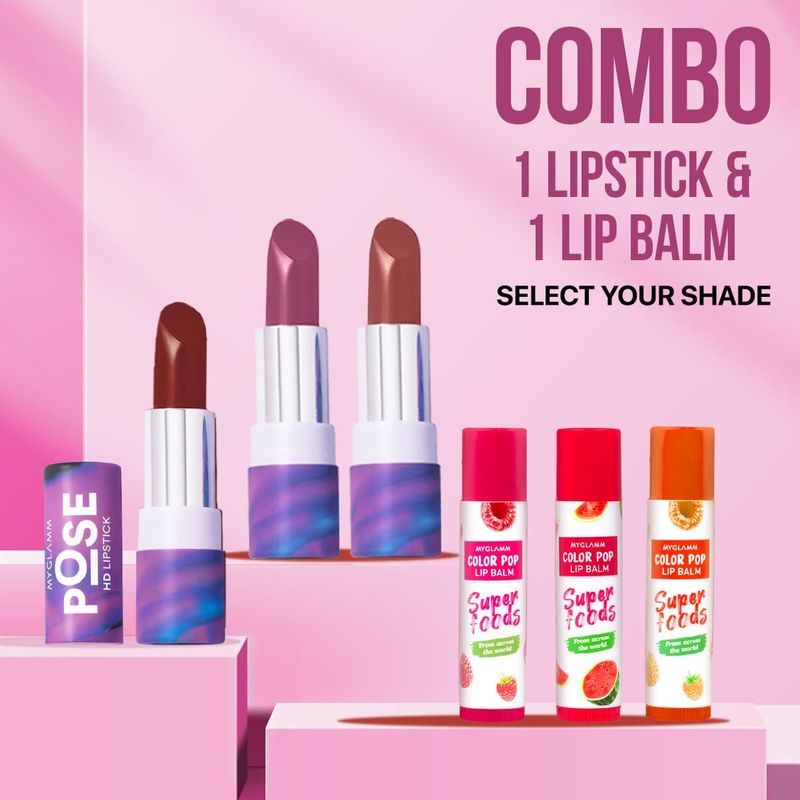 COMBO
1 LIPSTICK &
1 LIP BALM
SELECT YOUR SHADE
MYGLAMM
POSE
HD LIPSTICK
MYGLAMM
COLOR POP
LIP BALM
Super
foods
From across
the world
MYGLAMM
COLOR POP
LIP BALM
Super
foods
From across
the world
MYGLAMM
COLOR POP
LIP BALM
Super
foods
From across
the world